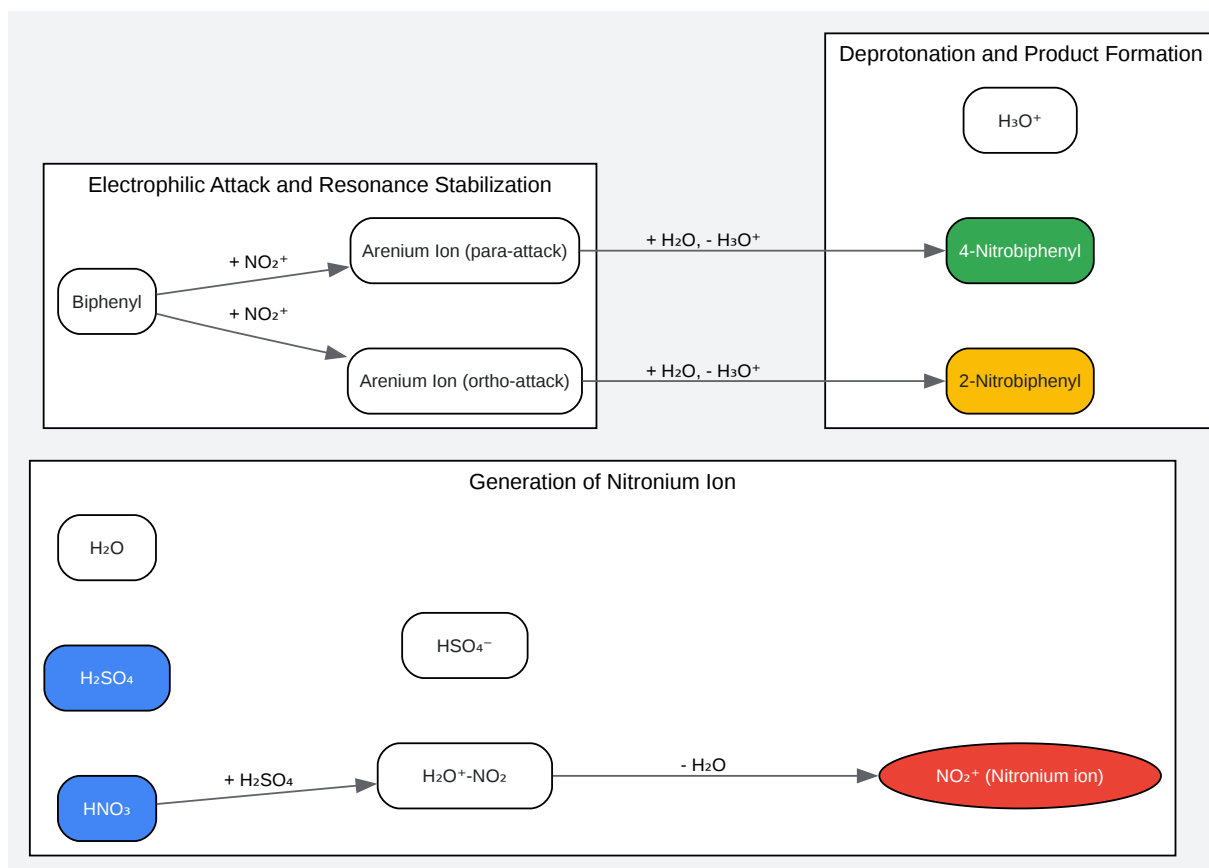 Deprotonation and Product Formation
H₃O⁺
Electrophilic Attack and Resonance Stabilization
Arenium Ion (para-attack)
+ H₂O, - H₃O⁺
4-Nitrobiphenyl
+ NO₂⁺
Biphenyl
+ NO₂⁺
Arenium Ion (ortho-attack)
+ H₂O, - H₃O⁺
2-Nitrobiphenyl
Generation of Nitronium Ion
H₂O
HSO₄⁻
H₂SO₄
HNO₃
+ H₂SO₄
H₂O⁺-NO₂
- H₂O
NO₂⁺ (Nitronium ion)